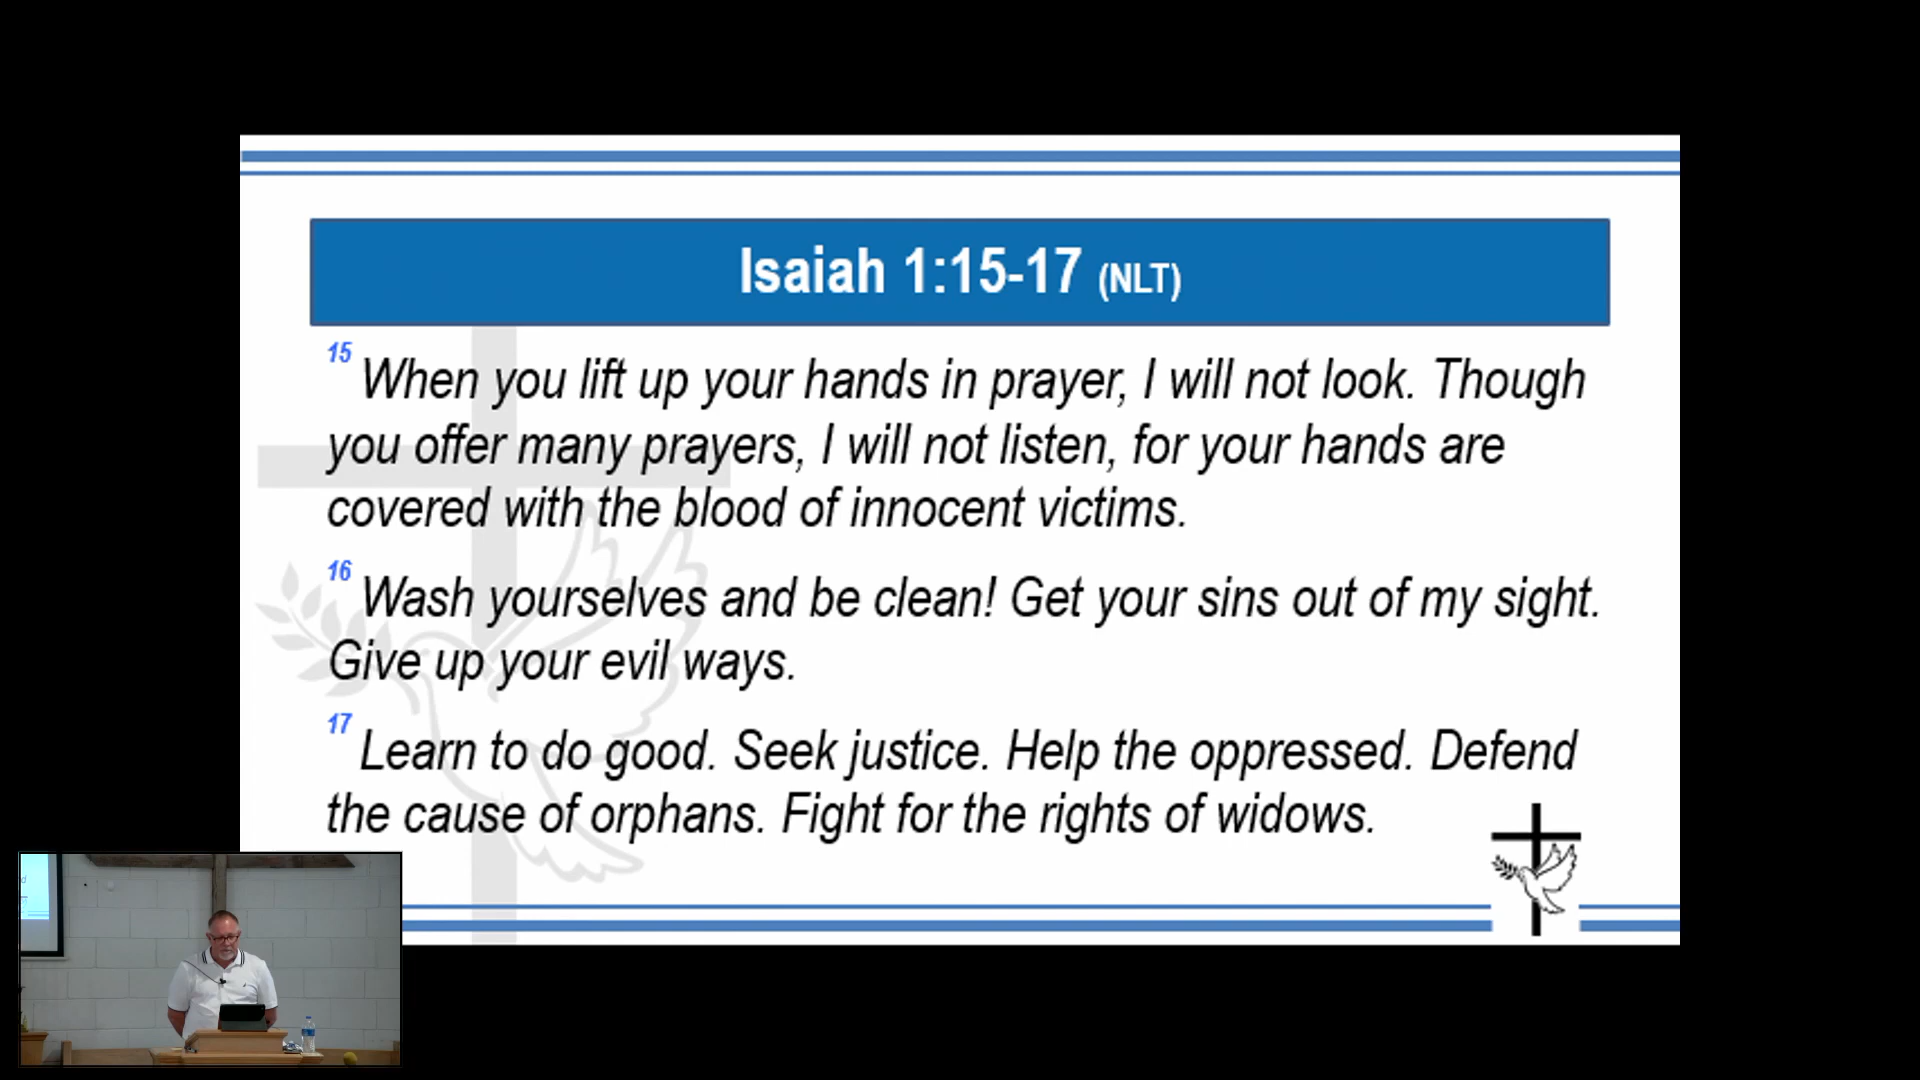 Isaiah 1:15-17 (NLT)
15 When you lift up your hands in prayer, I will not look. Though
you offer many prayers, I will not listen, for your hands are
covered with the blood of innocent victims.
16 Wash yourselves and be clean! Get your sins out of my sight.
Give up your evil ways.
17 Learn to do good. Seek justice. Help the oppressed. Defend
the cause of orphans. Fight for the rights of widows.